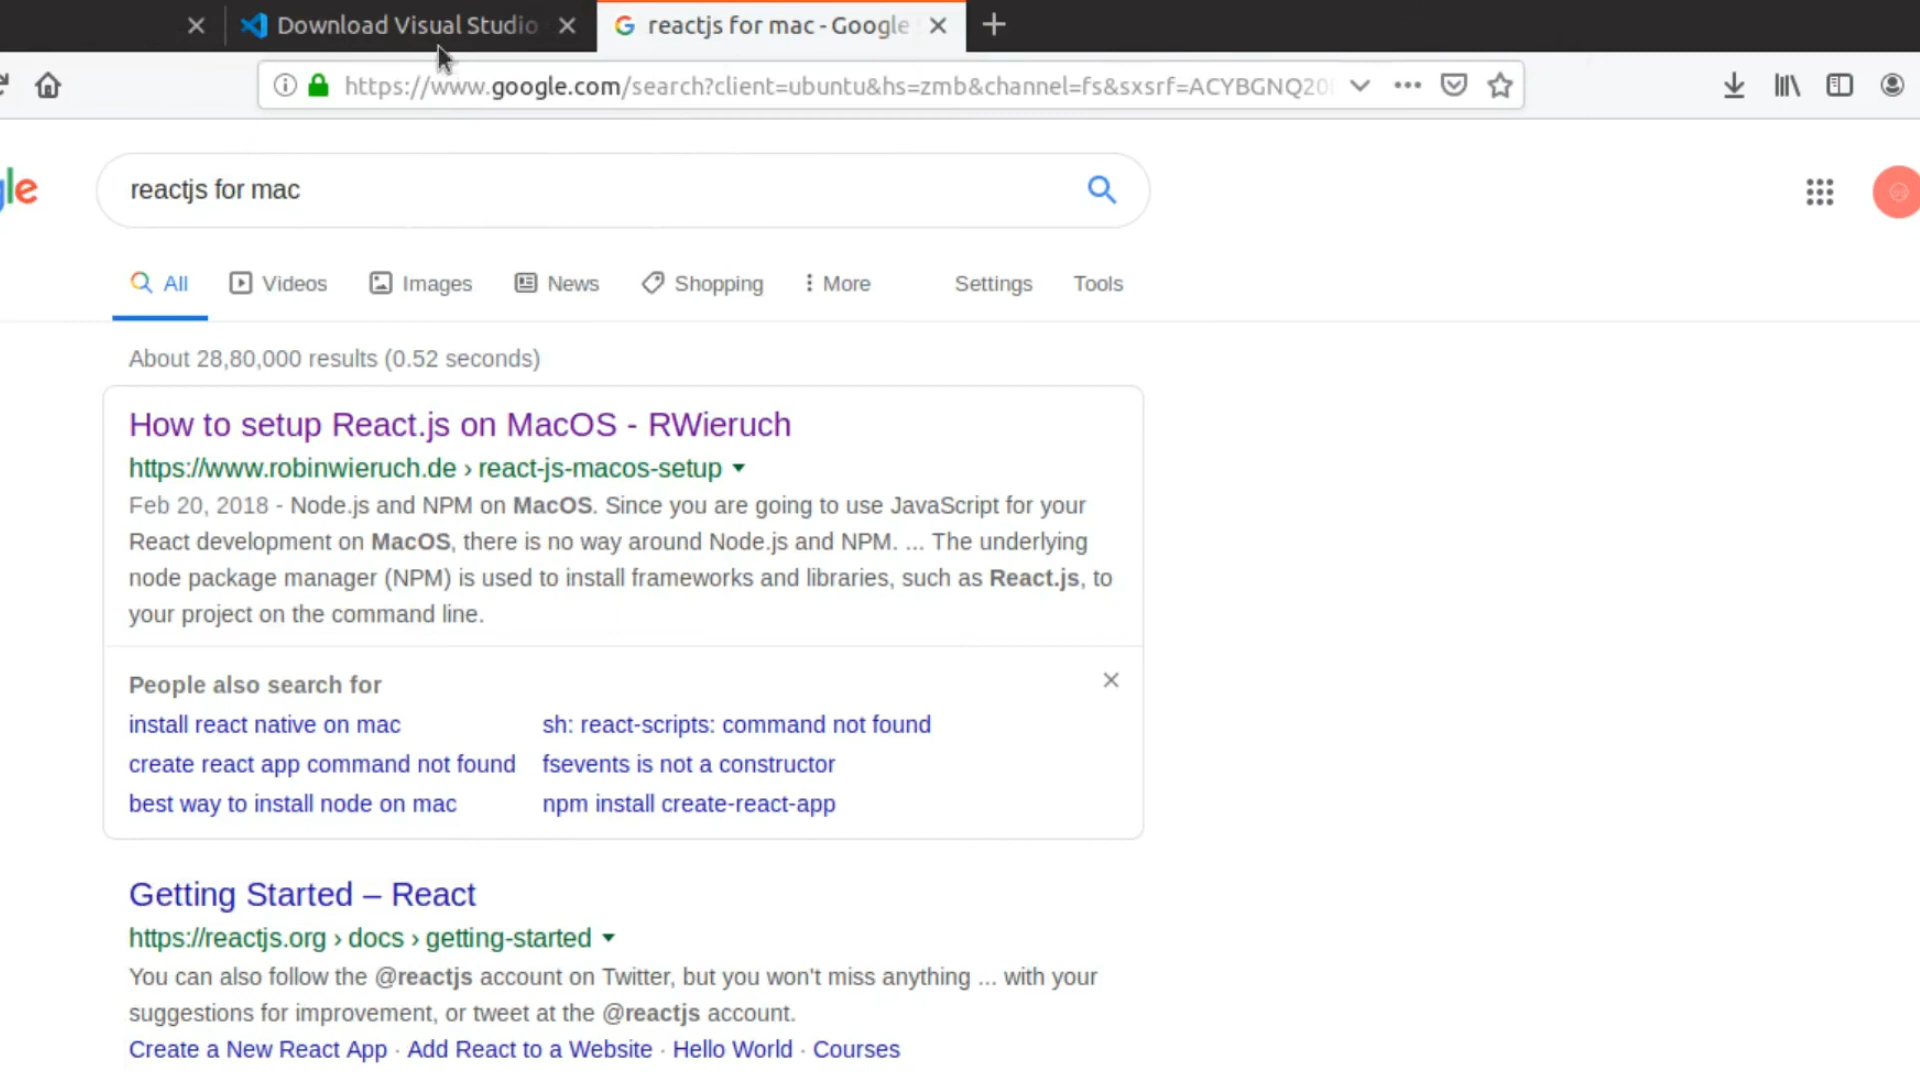 Download Visual Studio
reactjs for mac - Google
https://www.google.com/search?client=ubuntu&hs=zmb&channel=fs&sxsrf=ACYBGNQ20
le
reactjs for mac
All Videos Images News Shopping More Settings Tools
About 28,80,000 results (0.52 seconds)
How to setup React.js on MacOS - RWieruch
https://www.robinwieruch.de › react-js-macos-setup
Feb 20, 2018 - Node.js and NPM on MacOS. Since you are going to use JavaScript for your
React development on MacOS, there is no way around Node.js and NPM. ... The underlying
node package manager (NPM) is used to install frameworks and libraries, such as React.js, to
your project on the command line.
People also search for
install react native on mac
sh: react-scripts: command not found
create react app command not found
fsevents is not a constructor
best way to install node on mac
npm install create-react-app
Getting Started – React
https://reactjs.org › docs › getting-started
You can also follow the @reactjs account on Twitter, but you won't miss anything ... with your
suggestions for improvement, or tweet at the @reactjs account.
Create a New React App · Add React to a Website · Hello World · Courses